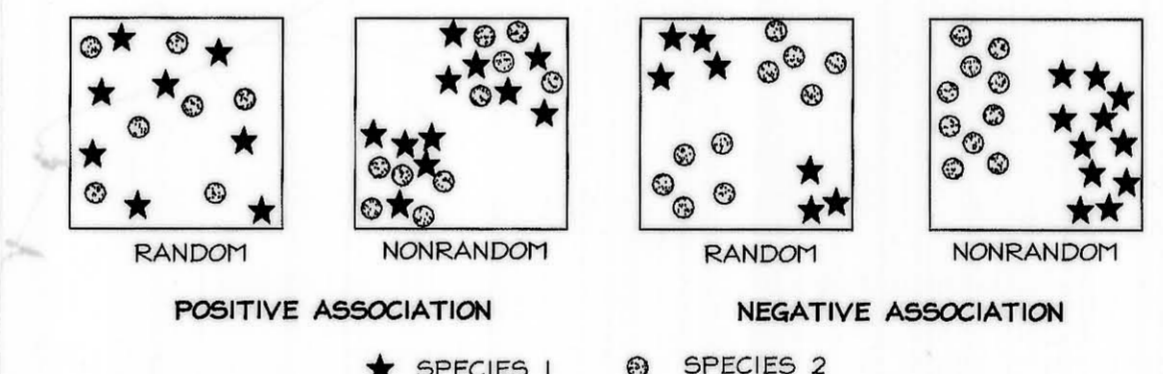 RANDOM
NONRANDOM
RANDOM
NONRANDOM
POSITIVE ASSOCIATION
NEGATIVE ASSOCIATION
SPECIES 1
SPECIES 2